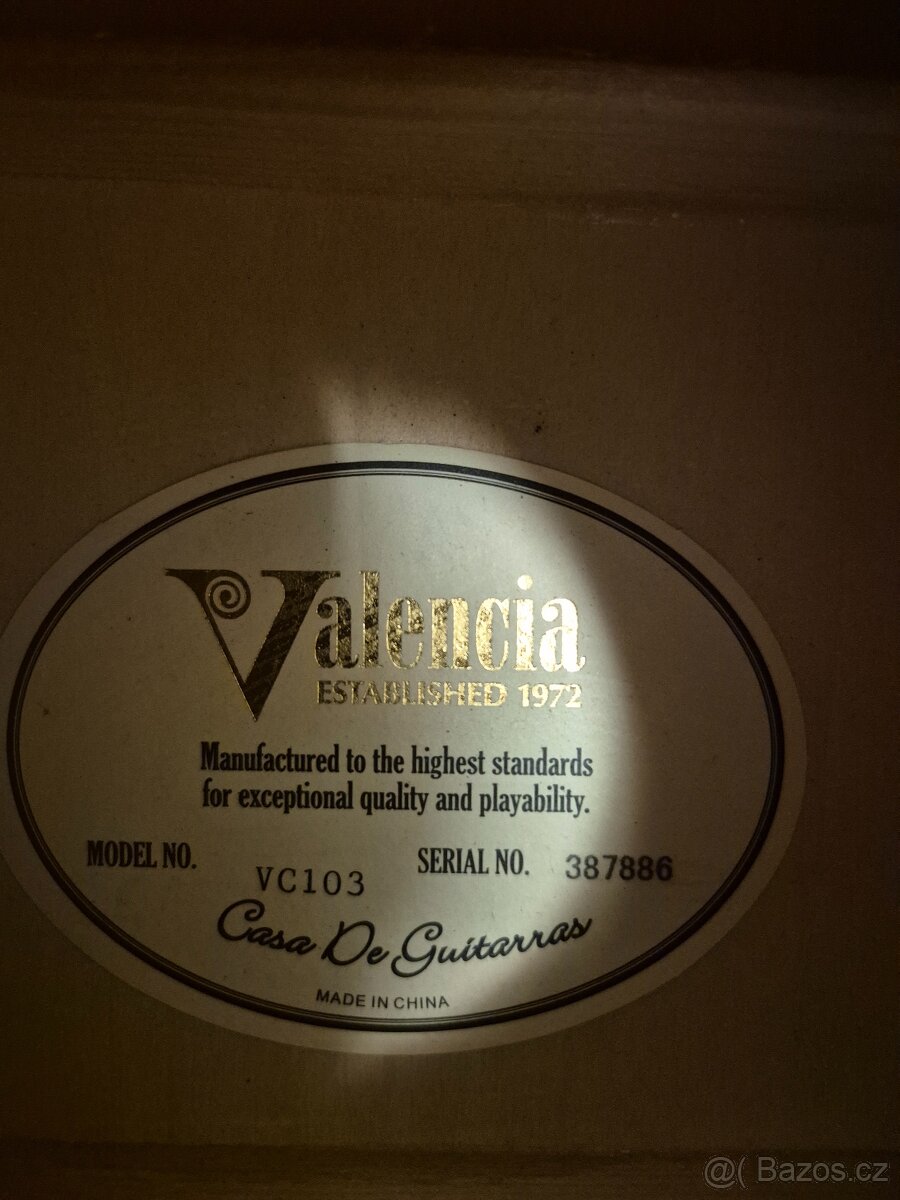 Valencia
ESTABLISHED 1972
Manufactured to the highest standards
for exceptional quality and playability.
MODEL NO. VC103 SERIAL NO. 387886
Casa De Guitarras
MADE IN CHINA
@( Bazos.cz